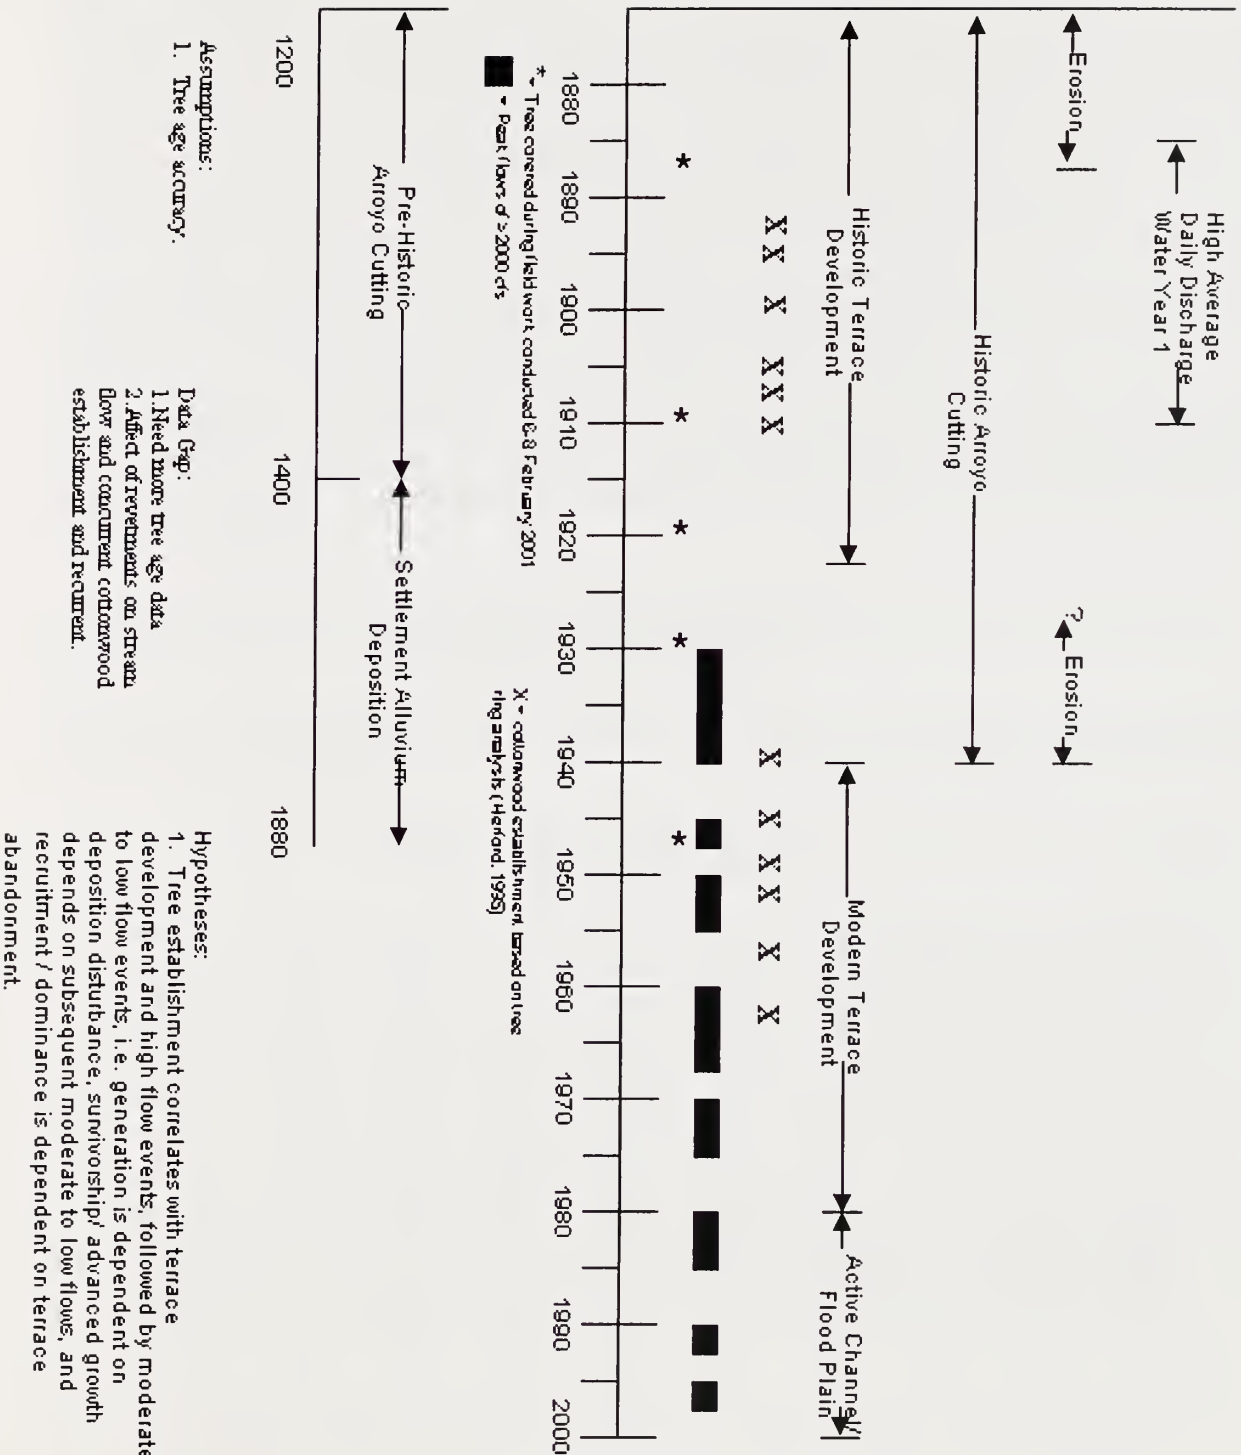 High Average
Daily Discharge
Water Year 1
Erosion
? Erosion
Historic Arroyo
Cutting
Historic Terrace
Development
Modern Terrace
Development
Active Channel/
Flood Plain
X X X X X X X X X X X X
* * * * *
1880 1890 1900 1910 1920 1930 1940 1950 1960 1970 1980 1990 2000
* - Tree cored during field work conducted 6-8 February 2001
- Peak flows of > 2000 cfs
X - cottonwood establishment based on tree
ring analysis (Hereford, 1995)
Pre-Historic
Arroyo Cutting
Settlement Alluvium
Deposition
1200 1400 1880
Assumptions:
1. Tree age accuracy.
Data Gap:
1. Need more tree age data
2. Affect of revetments on stream
flow and concurrent cottonwood
establishment and recurrent.
Hypotheses:
1. Tree establishment correlates with terrace
development and high flow events, followed by moderate
to low flow events, i.e. generation is dependent on
deposition disturbance, survivorship/ advanced growth
depends on subsequent moderate to low flows, and
recruitment / dominance is dependent on terrace
abandonment.